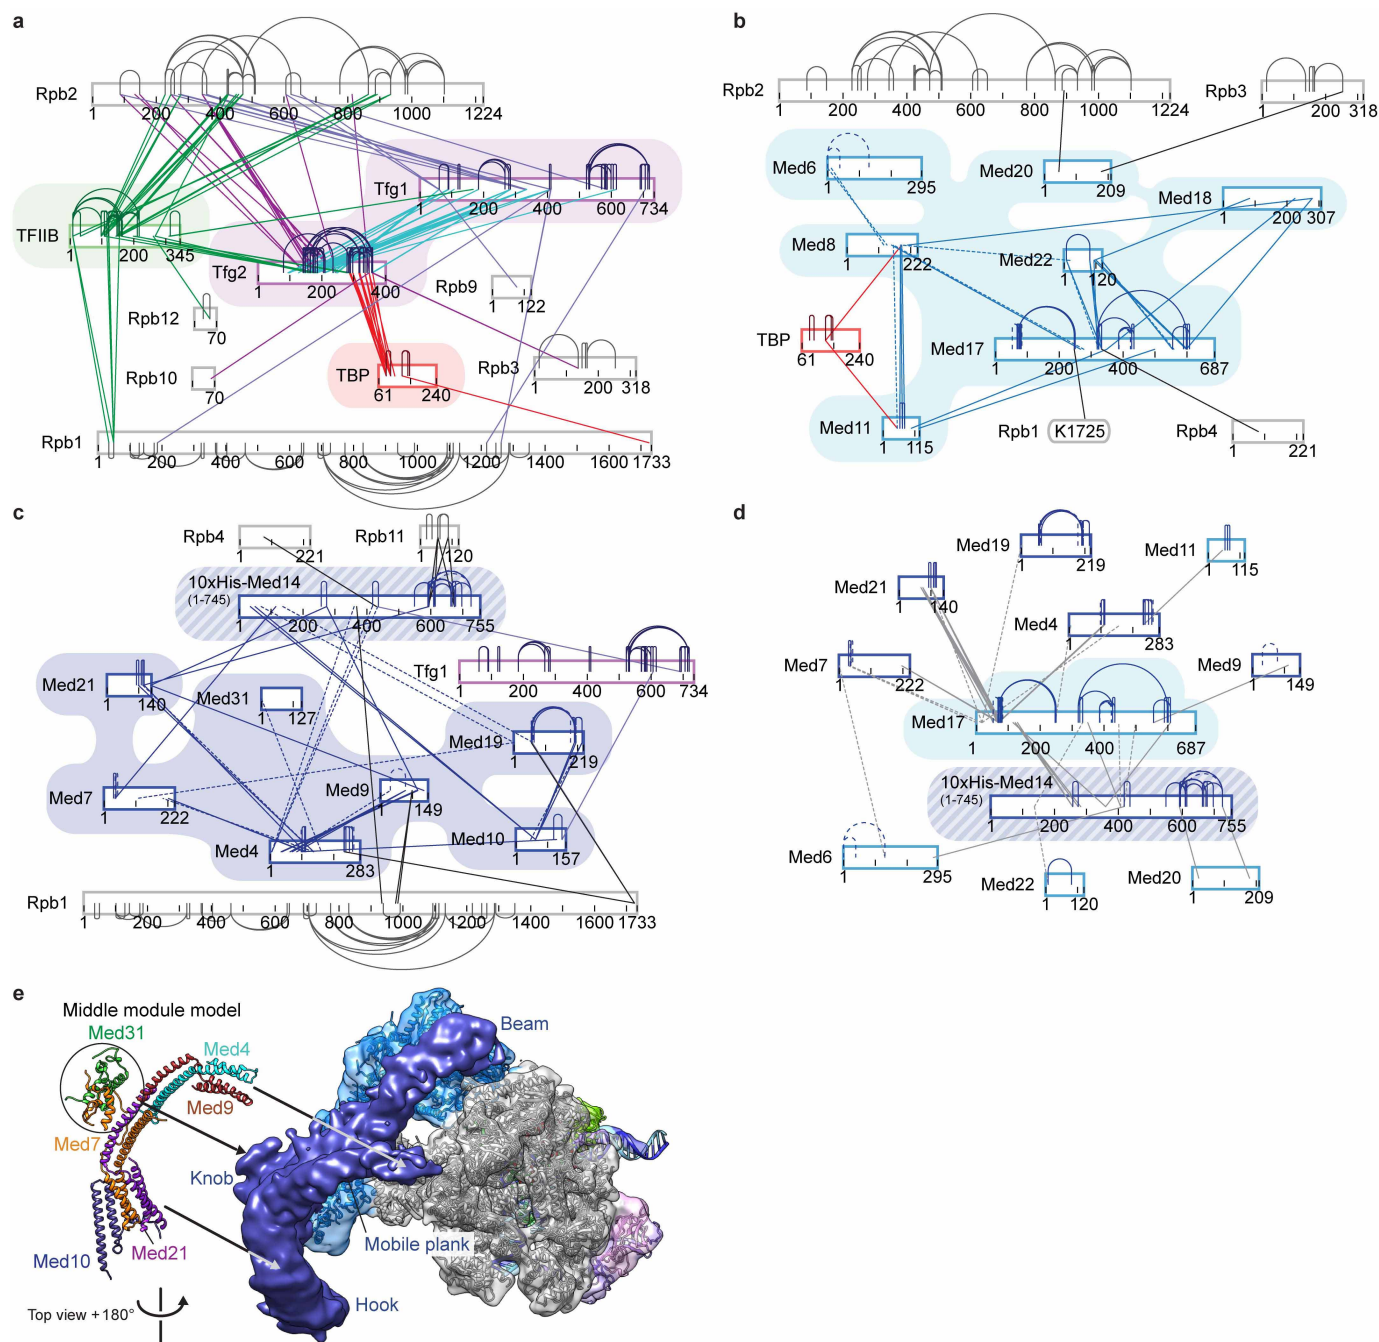 a
Rpb2
1 200 400 600 800 1000 1224
Tfg1
1 200 400 600 734
TFIIB
1 200 345
Tfg2
1 200 400
Rpb9
1 122
Rpb12
70
Rpb10
70
TBP
61 240
Rpb3
1 200 318
Rpb1
1 200 400 600 800 1000 1200 1400 1600 1733
b
Rpb2
1 200 400 600 800 1000 1224
Rpb3
1 200 318
Med6
1 295
Med20
1 209
Med18
1 200 307
Med8
1 222
Med22
1 120
TBP
61 240
Med17
1 200 400 687
Med11
1 115
Rpb1 K1725
Rpb4
1 221
c
Rpb4
1 221
Rpb11
1 120
10xHis-Med14
(1-745)
1 200 400 600 755
Tfg1
1 200 400 600 734
Med21
1 140
Med31
1 127
Med19
1 219
Med7
1 222
Med9
1 149
Med4
1 283
Med10
1 157
Rpb1
1 200 400 600 800 1000 1200 1400 1600 1733
d
Med19
1 219
Med11
1 115
Med21
1 140
Med4
1 283
Med7
1 222
Med9
1 149
Med17
1 200 400 687
10xHis-Med14
(1-745)
1 200 400 600 755
Med6
1 295
Med22
1 120
Med20
1 209
e
Middle module model
Med31
Med4
Med9
Med7
Med10
Med21
Top view +180°
Beam
Knob
Mobile plank
Hook